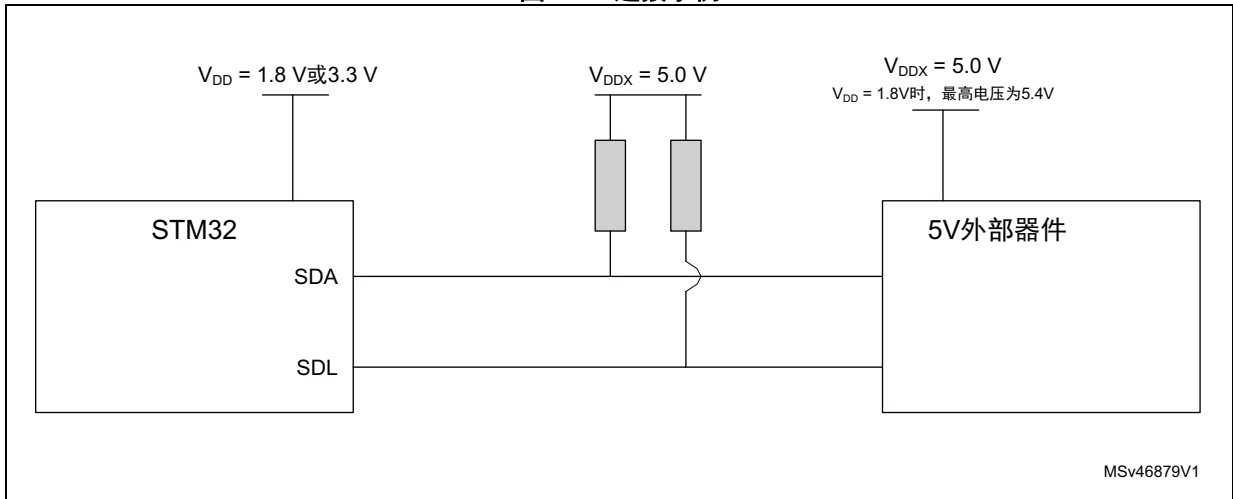 V_DD = 1.8 V或3.3 V
V_DDX = 5.0 V
V_DDX = 5.0 V
V_DD = 1.8V时，最高电压为5.4V
STM32
5V外部器件
SDA
SDL
MSv46879V1